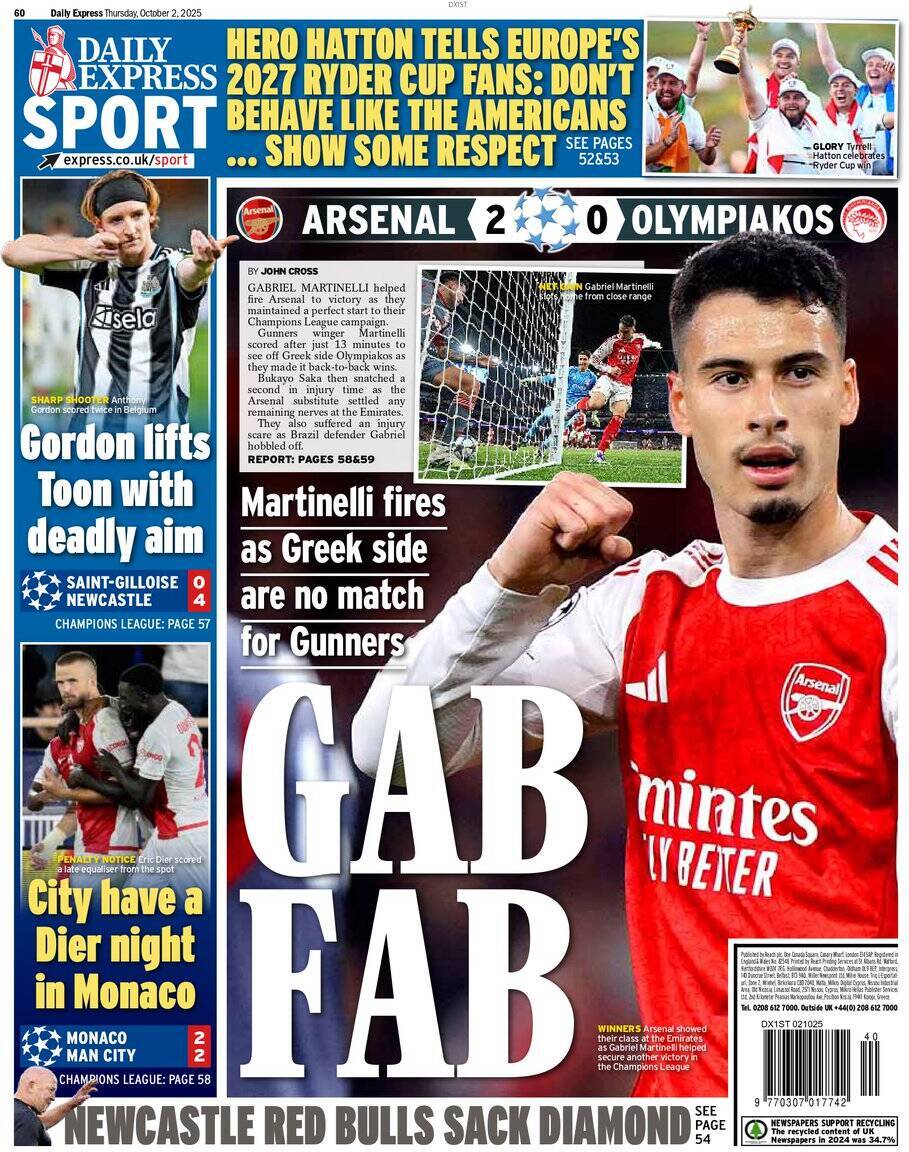 DX1ST
60 Daily Express Thursday, October 2, 2025
DAILY
EXPRESS
SPORT
express.co.uk/sport
HERO HATTON TELLS EUROPE'S
2027 RYDER CUP FANS: DON'T
BEHAVE LIKE THE AMERICANS
... SHOW SOME RESPECT
SEE PAGES
52&53
GLORY Tyrrell
Hatton celebrates
Ryder Cup win
SHARP SHOOTER Anthony
Gordon scored twice in Belgium
Gordon lifts
Toon with
deadly aim
SAINT-GILLOISE 0
NEWCASTLE 4
CHAMPIONS LEAGUE: PAGE 57
PENALTY NOTICE Eric Dier scored
a late equaliser from the spot
City have a
Dier night
in Monaco
MONACO 2
MAN CITY 2
CHAMPIONS LEAGUE: PAGE 58
Arsenal
ARSENAL 2 0 OLYMPIAKOS
BY JOHN CROSS
GABRIEL MARTINELLI helped
fire Arsenal to victory as they
maintained a perfect start to their
Champions League campaign.
Gunners winger Martinelli
scored after just 13 minutes to
see off Greek side Olympiakos as
they made it back-to-back wins.
Bukayo Saka then snatched a
second in injury time as the
Arsenal substitute settled any
remaining nerves at the Emirates.
They also suffered an injury
scare as Brazil defender Gabriel
hobbled off.
REPORT: PAGES 58&59
NET GAIN Gabriel Martinelli
slots home from close range
Martinelli fires
as Greek side
are no match
for Gunners
GAB
FAB
Arsenal
WINNERS Arsenal showed
their class at the Emirates
as Gabriel Martinelli helped
secure another victory in
the Champions League
Tel. 0208 612 7000. Outside UK +44(0) 208 612 7000
DX1ST 021025
40
9 770307 017742
NEWSPAPERS SUPPORT RECYCLING
The recycled content of UK
Newspapers in 2024 was 34.7%
NEWCASTLE RED BULLS SACK DIAMOND
SEE
PAGE
54